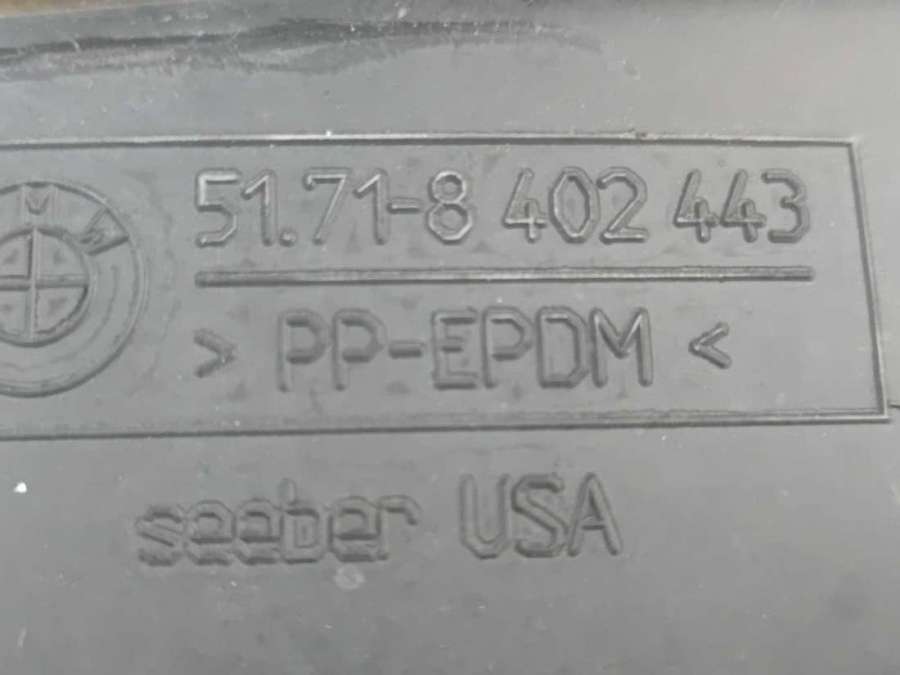 51.71-8 402 443
> PP-EPDM <
seeber USA